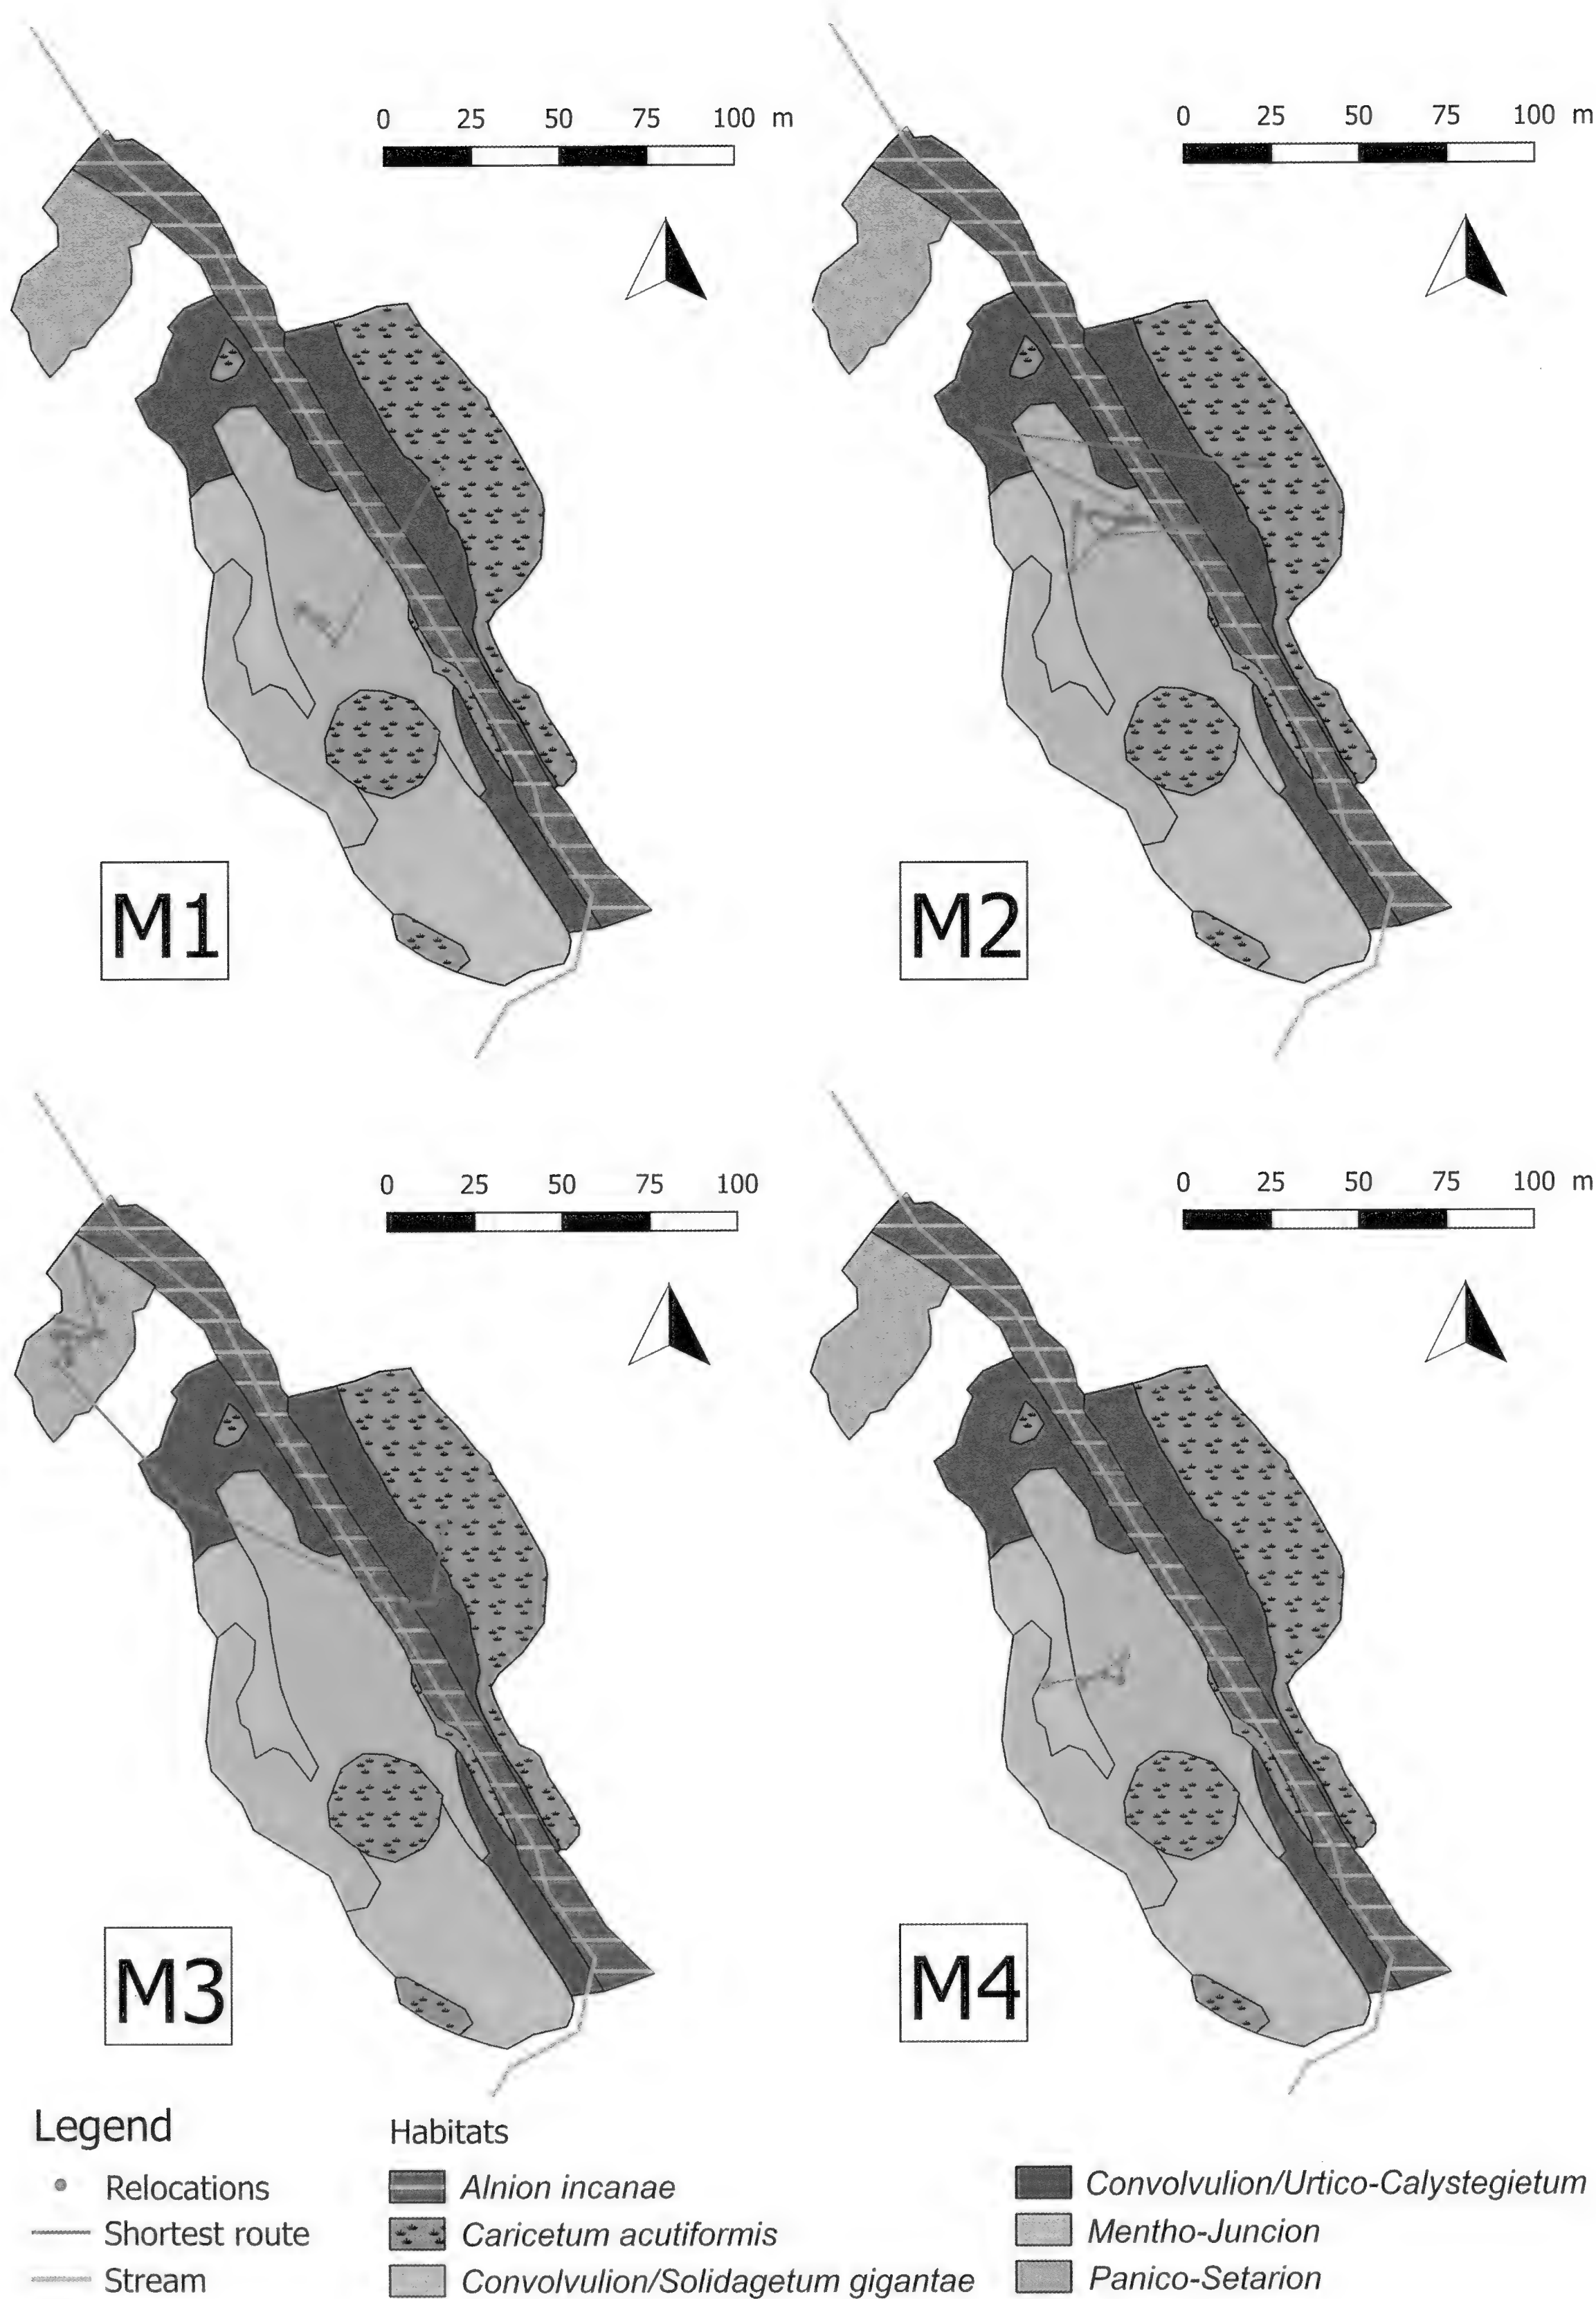 0 25 50 75 100 m
0 25 50 75 100 m
M1
M2
0 25 50 75 100
0 25 50 75 100 m
M3
M4
Legend
Relocations
Shortest route
Stream
Habitats
Alnion incanae
Caricetum acutiformis
Convolvulion/Solidagetum gigantae
Convolvulion/Urtico-Calystegietum
Mentho-Juncion
Panico-Setarion